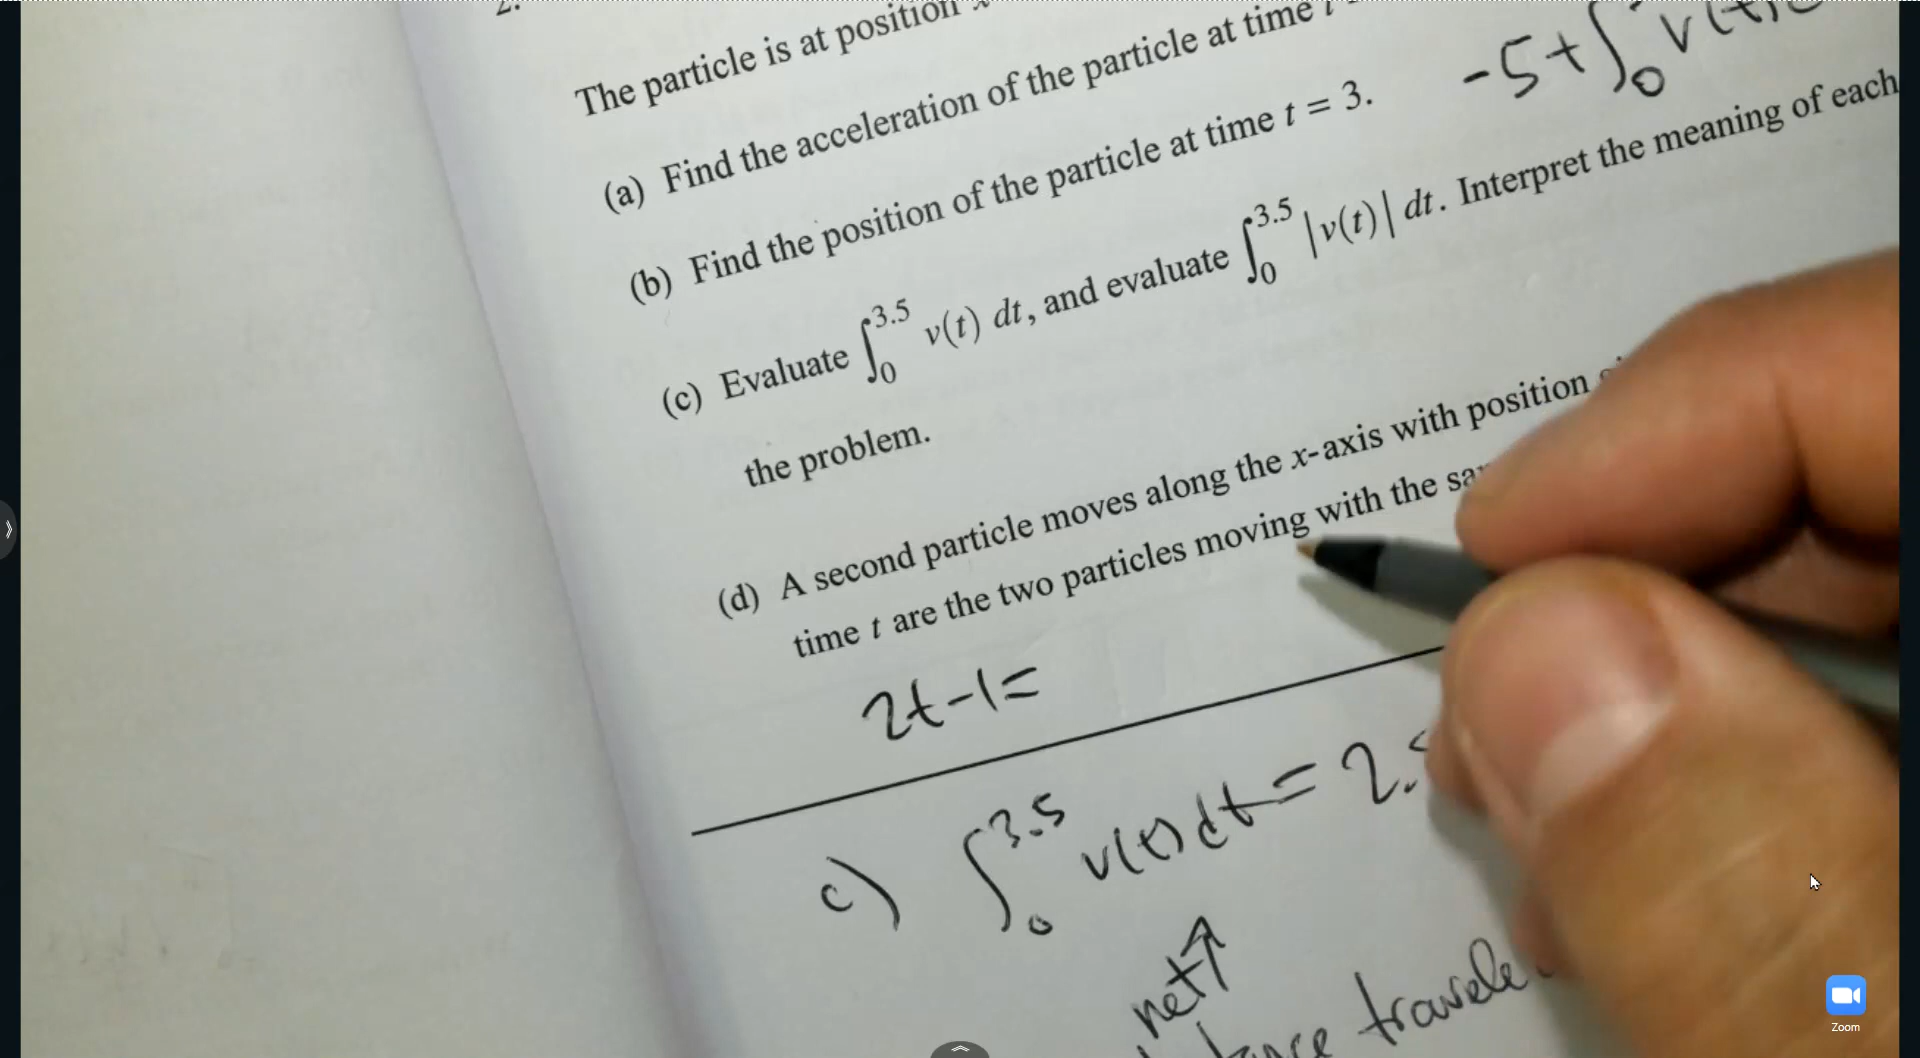 2.
The particle is at position x
(a) Find the acceleration of the particle at time t
(b) Find the position of the particle at time t = 3.
-5+∫₀ v(t)
(c) Evaluate ∫₀^3.5 v(t) dt, and evaluate ∫₀^3.5 |v(t)| dt. Interpret the meaning of each
the problem.
(d) A second particle moves along the x-axis with position
time t are the two particles moving with the
2t-1=
c) ∫₀^3.5 v(t)dt = 2.
net
travele
Zoom